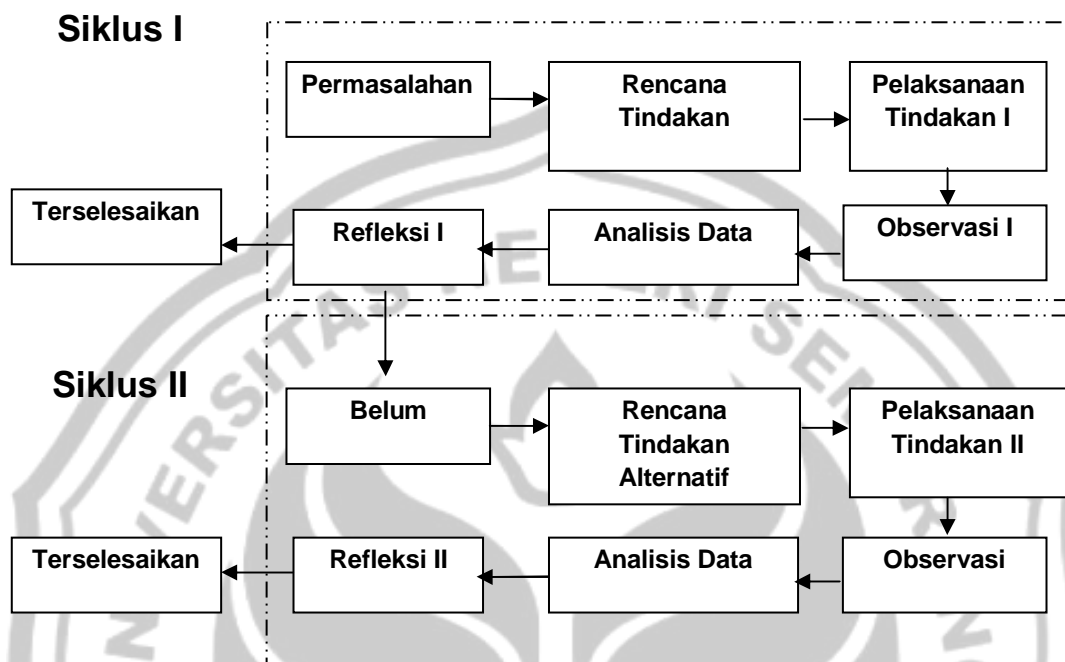 Siklus I
Permasalahan
Rencana
Tindakan
Pelaksanaan
Tindakan I
Terselesaikan
Refleksi I
Analisis Data
Observasi I
Siklus II
Belum
Rencana
Tindakan
Alternatif
Pelaksanaan
Tindakan II
Terselesaikan
Refleksi II
Analisis Data
Observasi